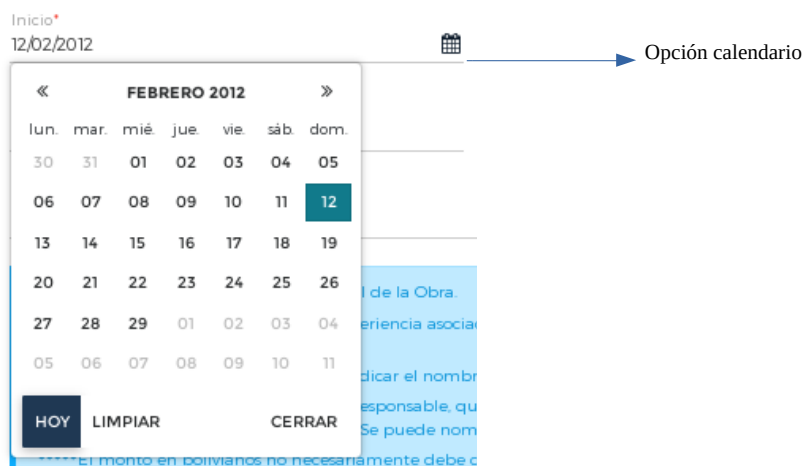 Inicio*
12/02/2012
Opción calendario
« FEBRERO 2012 »
lun. mar. mié. jue. vie. sáb. dom.
30 31 01 02 03 04 05
06 07 08 09 10 11 12
13 14 15 16 17 18 19
20 21 22 23 24 25 26
l de la Obra.
27 28 29 01 02 03 04
eriencia asocia
05 06 07 08 09 10 11
dicar el nombr
HOY LIMPIAR CERRAR
esponsable, qu
Se puede nom
*****El monto en bolivianos no necesariamente debe c